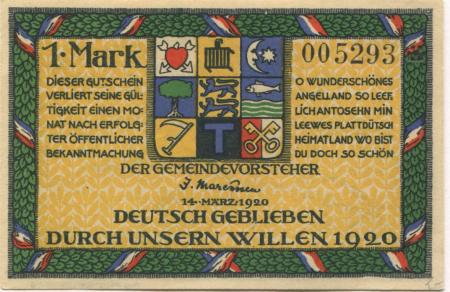 1·Mark.
005293
DIESER GUTSCHEIN
VERLIERT SEINE GÜL-
TIGKEIT EINEN MO-
NAT NACH ERFOLG-
TER ÖFFENTLICHER
BEKANNTMACHUNG
T
O WUNDERSCHÖNES
ANGELLAND SO LEEF,
LICH ANTOSEHN MIN
LEEWES PLATTDÜTSCH
HEIMATLAND WO BIST
DU DOCH SO SCHÖN
DER GEMEINDEVORSTEHER
14·MÄRZ·1920
DEUTSCH GEBLIEBEN
DURCH UNSERN WILLEN 1920